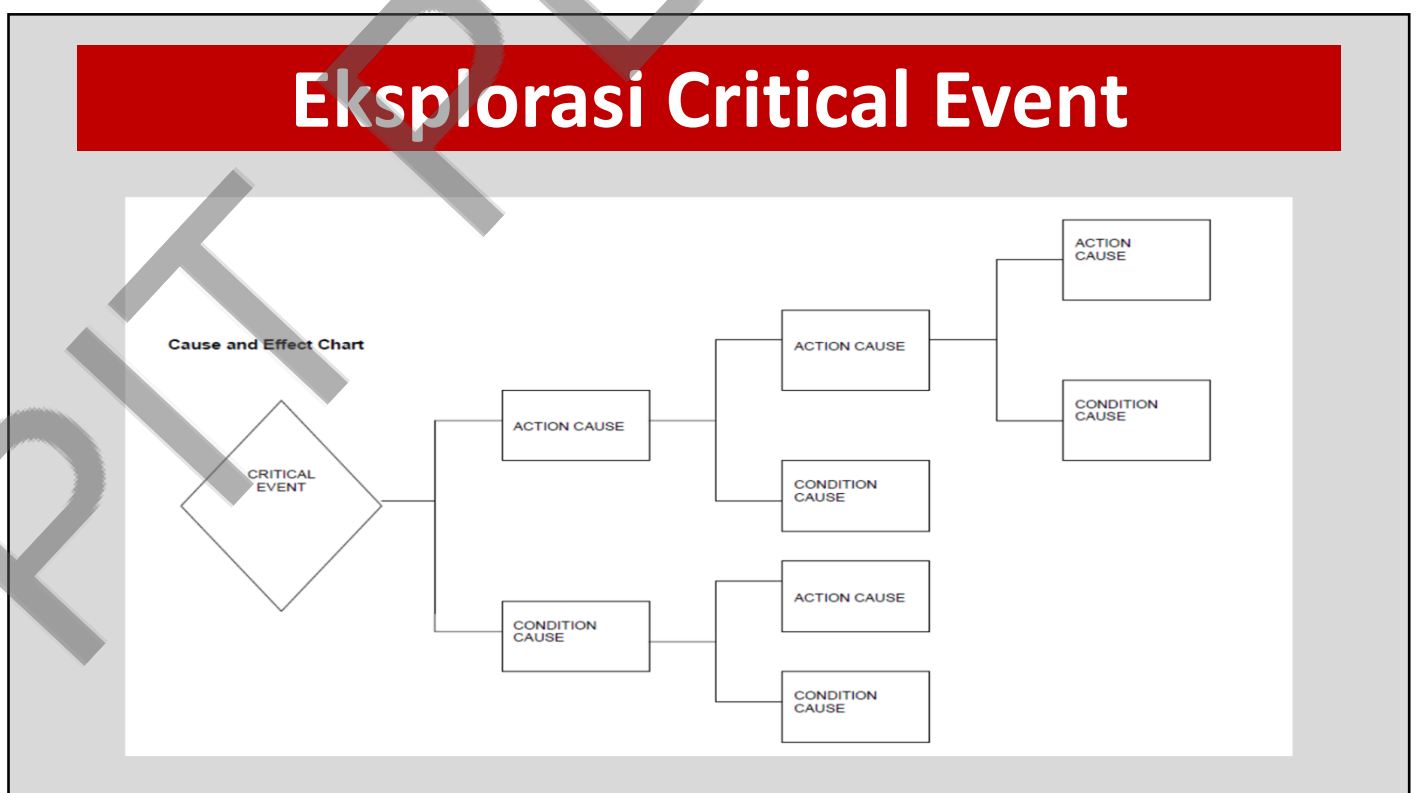 Eksplorasi Critical Event
Cause and Effect Chart
CRITICAL
EVENT
ACTION CAUSE
CONDITION
CAUSE
ACTION CAUSE
CONDITION
CAUSE
ACTION CAUSE
CONDITION
CAUSE
ACTION
CAUSE
CONDITION
CAUSE